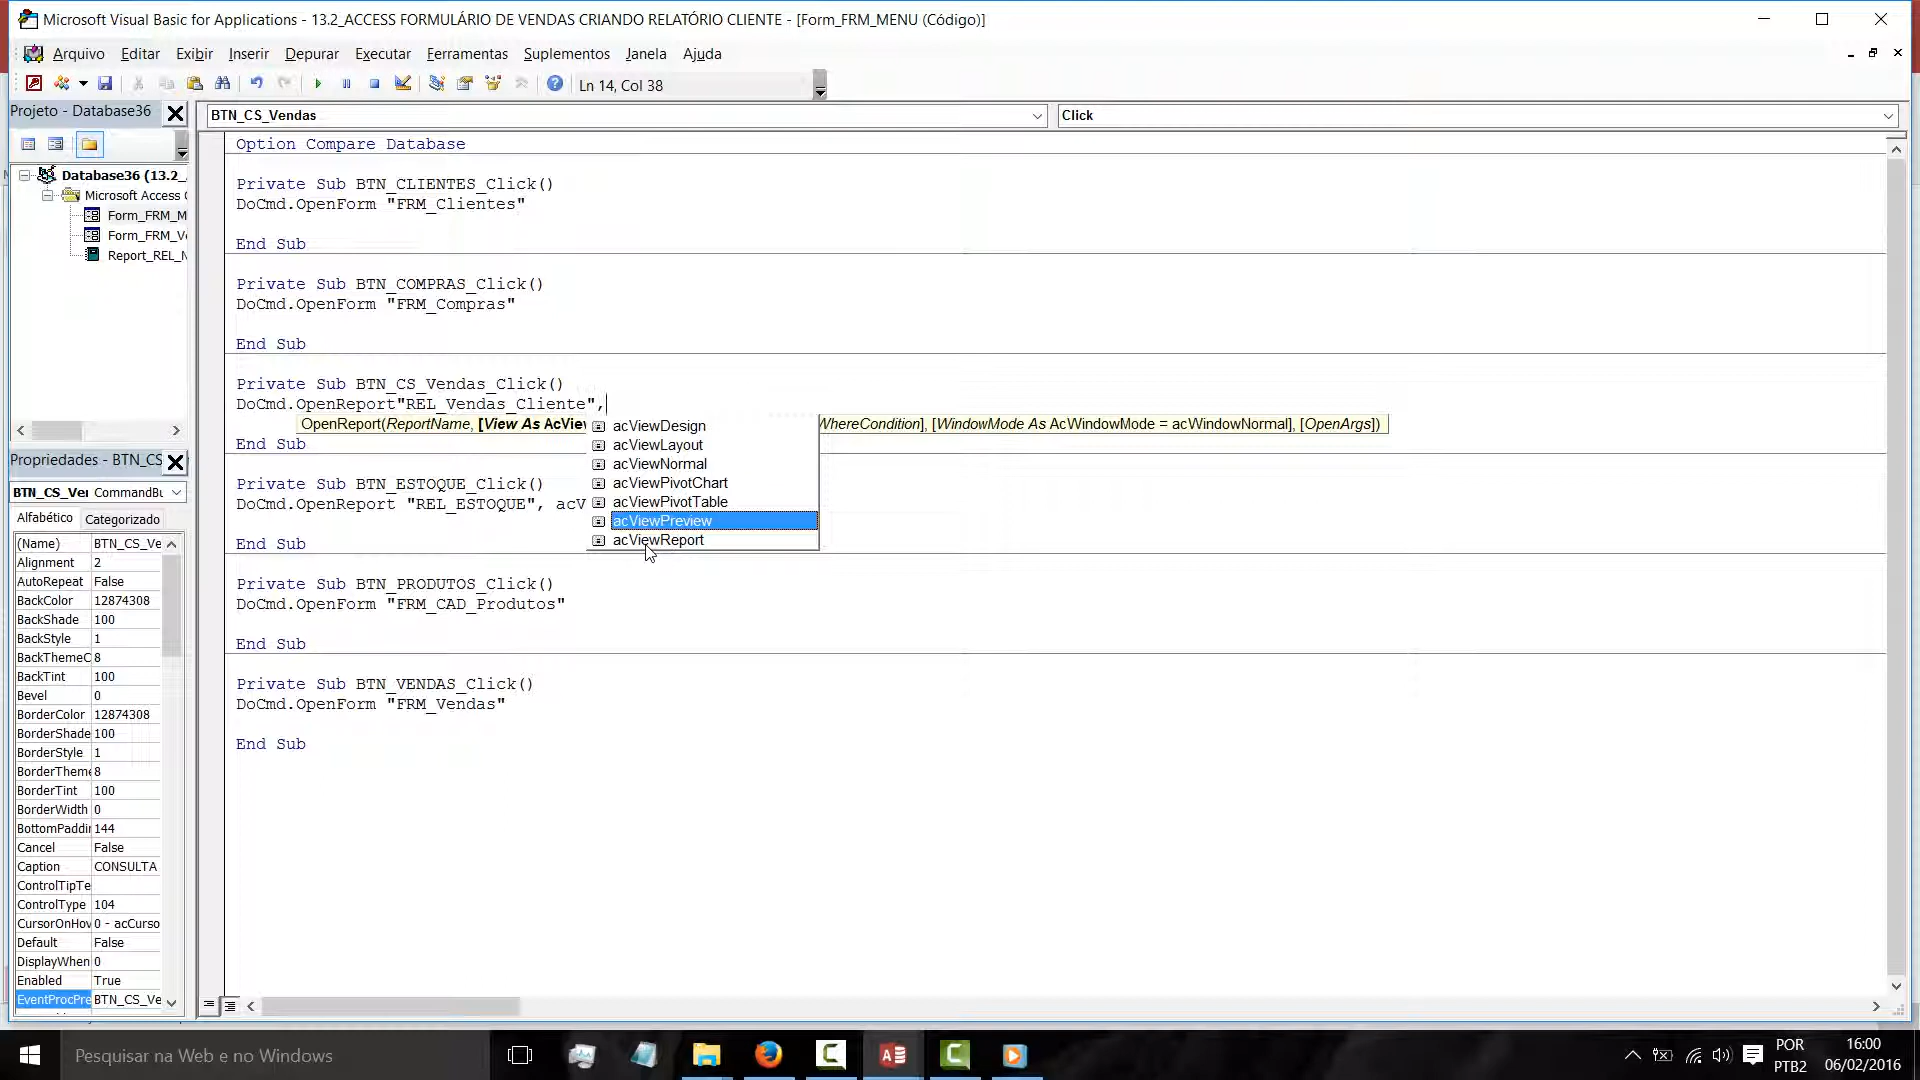 Microsoft Visual Basic for Applications - 13.2_ACCESS FORMULÁRIO DE VENDAS CRIANDO RELATÓRIO CLIENTE - [Form_FRM_MENU (Código)]
Arquivo Editar Exibir Inserir Depurar Executar Ferramentas Suplementos Janela Ajuda
Ln 14, Col 38
Projeto - Database36
BTN_CS_Vendas
Click
Database36 (13.2_
Microsoft Access
Form_FRM_M
Form_FRM_V
Report_REL_
Option Compare Database
Private Sub BTN_CLIENTES_Click()
DoCmd.OpenForm "FRM_Clientes"
End Sub
Private Sub BTN_COMPRAS_Click()
DoCmd.OpenForm "FRM_Compras"
End Sub
Private Sub BTN_CS_Vendas_Click()
DoCmd.OpenReport"REL_Vendas_Cliente",
OpenReport(ReportName, [View As AcView
WhereCondition], [WindowMode As AcWindowMode = acWindowNormal], [OpenArgs])
acViewDesign
acViewLayout
acViewNormal
acViewPivotChart
acViewPivotTable
acViewPreview
acViewReport
End Sub
Private Sub BTN_ESTOQUE_Click()
DoCmd.OpenReport "REL_ESTOQUE", acV
End Sub
Private Sub BTN_PRODUTOS_Click()
DoCmd.OpenForm "FRM_CAD_Produtos"
End Sub
Private Sub BTN_VENDAS_Click()
DoCmd.OpenForm "FRM_Vendas"
End Sub
Propriedades - BTN_CS
BTN_CS_Ver CommandBu
Alfabético Categorizado
(Name) BTN_CS_Ve
Alignment 2
AutoRepeat False
BackColor 12874308
BackShade 100
BackStyle 1
BackThemeC 8
BackTint 100
Bevel 0
BorderColor 12874308
BorderShade 100
BorderStyle 1
BorderTheme 8
BorderTint 100
BorderWidth 0
BottomPaddi 144
Cancel False
Caption CONSULTA
ControlTipTe
ControlType 104
CursorOnHov 0 - acCurso
Default False
DisplayWhen 0
Enabled True
EventProcPre BTN_CS_Ve
Pesquisar na Web e no Windows
POR
PTB2
16:00
06/02/2016